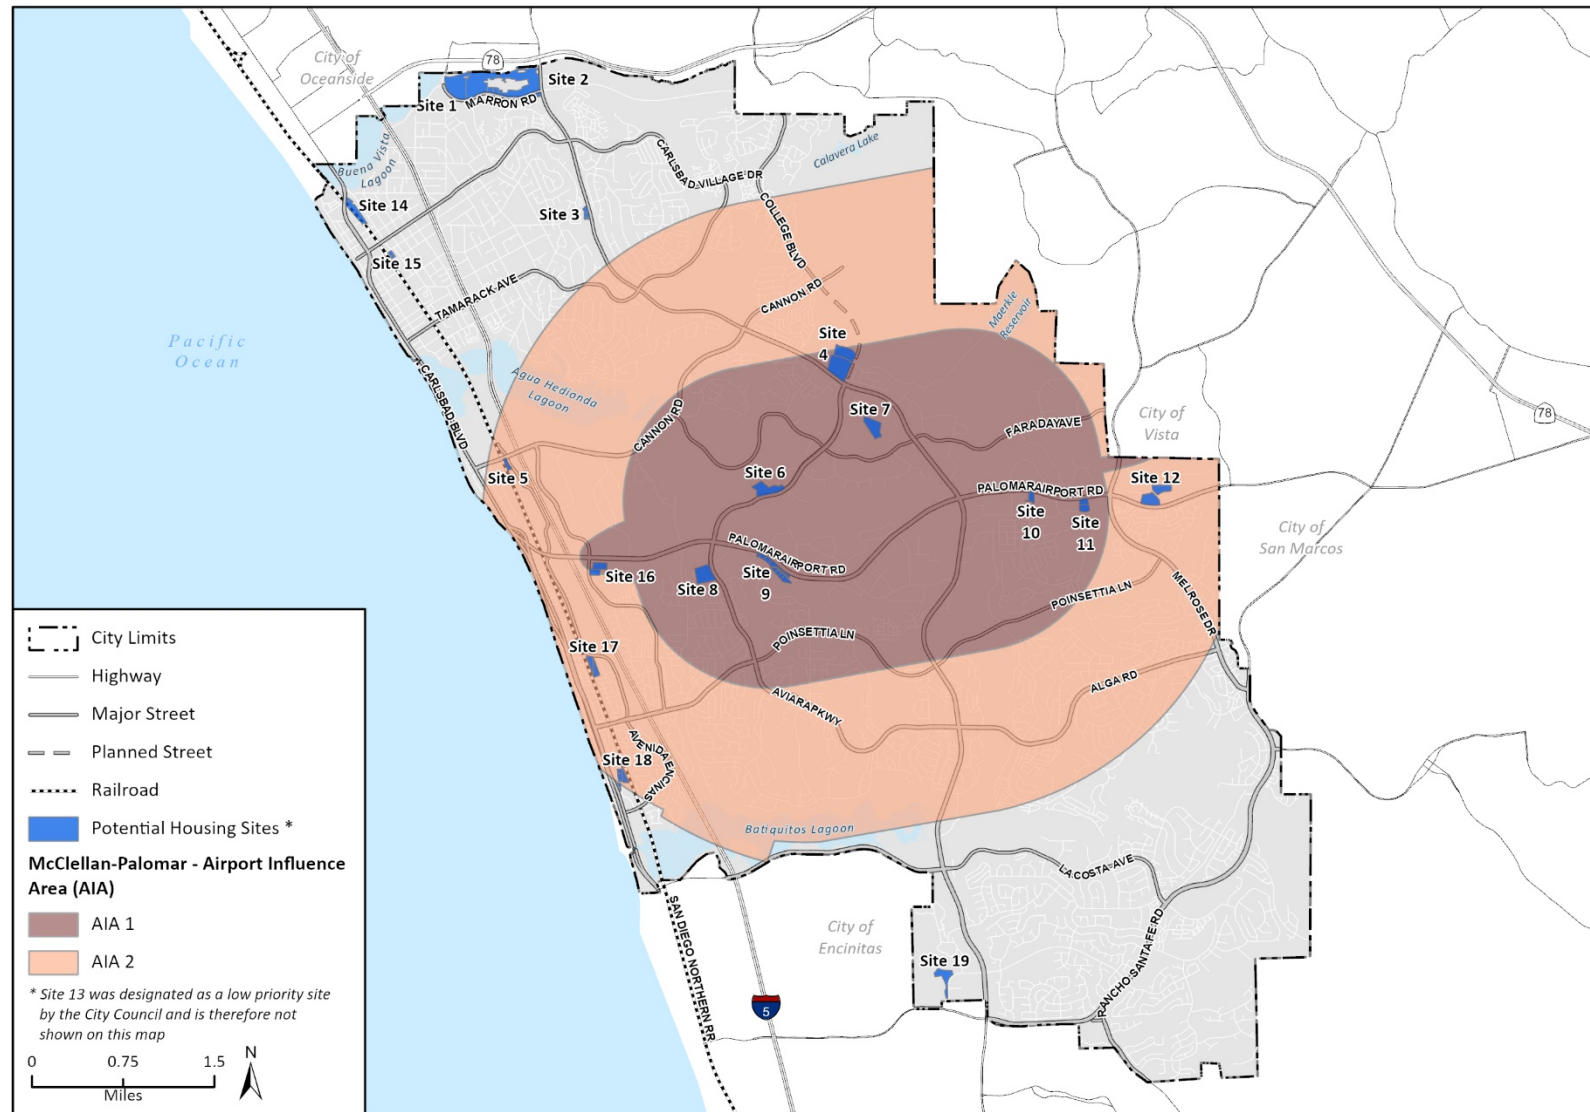 City of
Oceanside
78
Site 1
Site 2
MARRON RD
Buena Vista
Lagoon
CARLSBAD VILLAGE DR
Calavera Lake
Site 14
Site 3
COLLEGE BLVD
Site 15
TAMARACK AVE
CANNON RD
Maerkle
Reservoir
Pacific
Ocean
Site
4
CARLSBAD BLVD
Agua Hedionda
Lagoon
CANNON RD
Site 7
FARADAY AVE
City of
Vista
78
Site 5
Site 6
PALOMAR AIRPORT RD
Site 12
Site
10
Site
11
City of
San Marcos
PALOMAR AIRPORT RD
Site 16
Site 8
Site
9
POINSETTIA LN
MELROSE DR
POINSETTIA LN
Site 17
ALGA RD
AVIARA PKWY
AVENIDA ENCINAS
Site 18
Batiquitos Lagoon
LA COSTA AVE
SAN DIEGO NORTHERN RR
City of
Encinitas
RANCHO SANTA FE RD
Site 19
5
City Limits
Highway
Major Street
Planned Street
Railroad
Potential Housing Sites *
McClellan-Palomar - Airport Influence
Area (AIA)
AIA 1
AIA 2
* Site 13 was designated as a low priority site
by the City Council and is therefore not
shown on this map
0 0.75 1.5
Miles
N